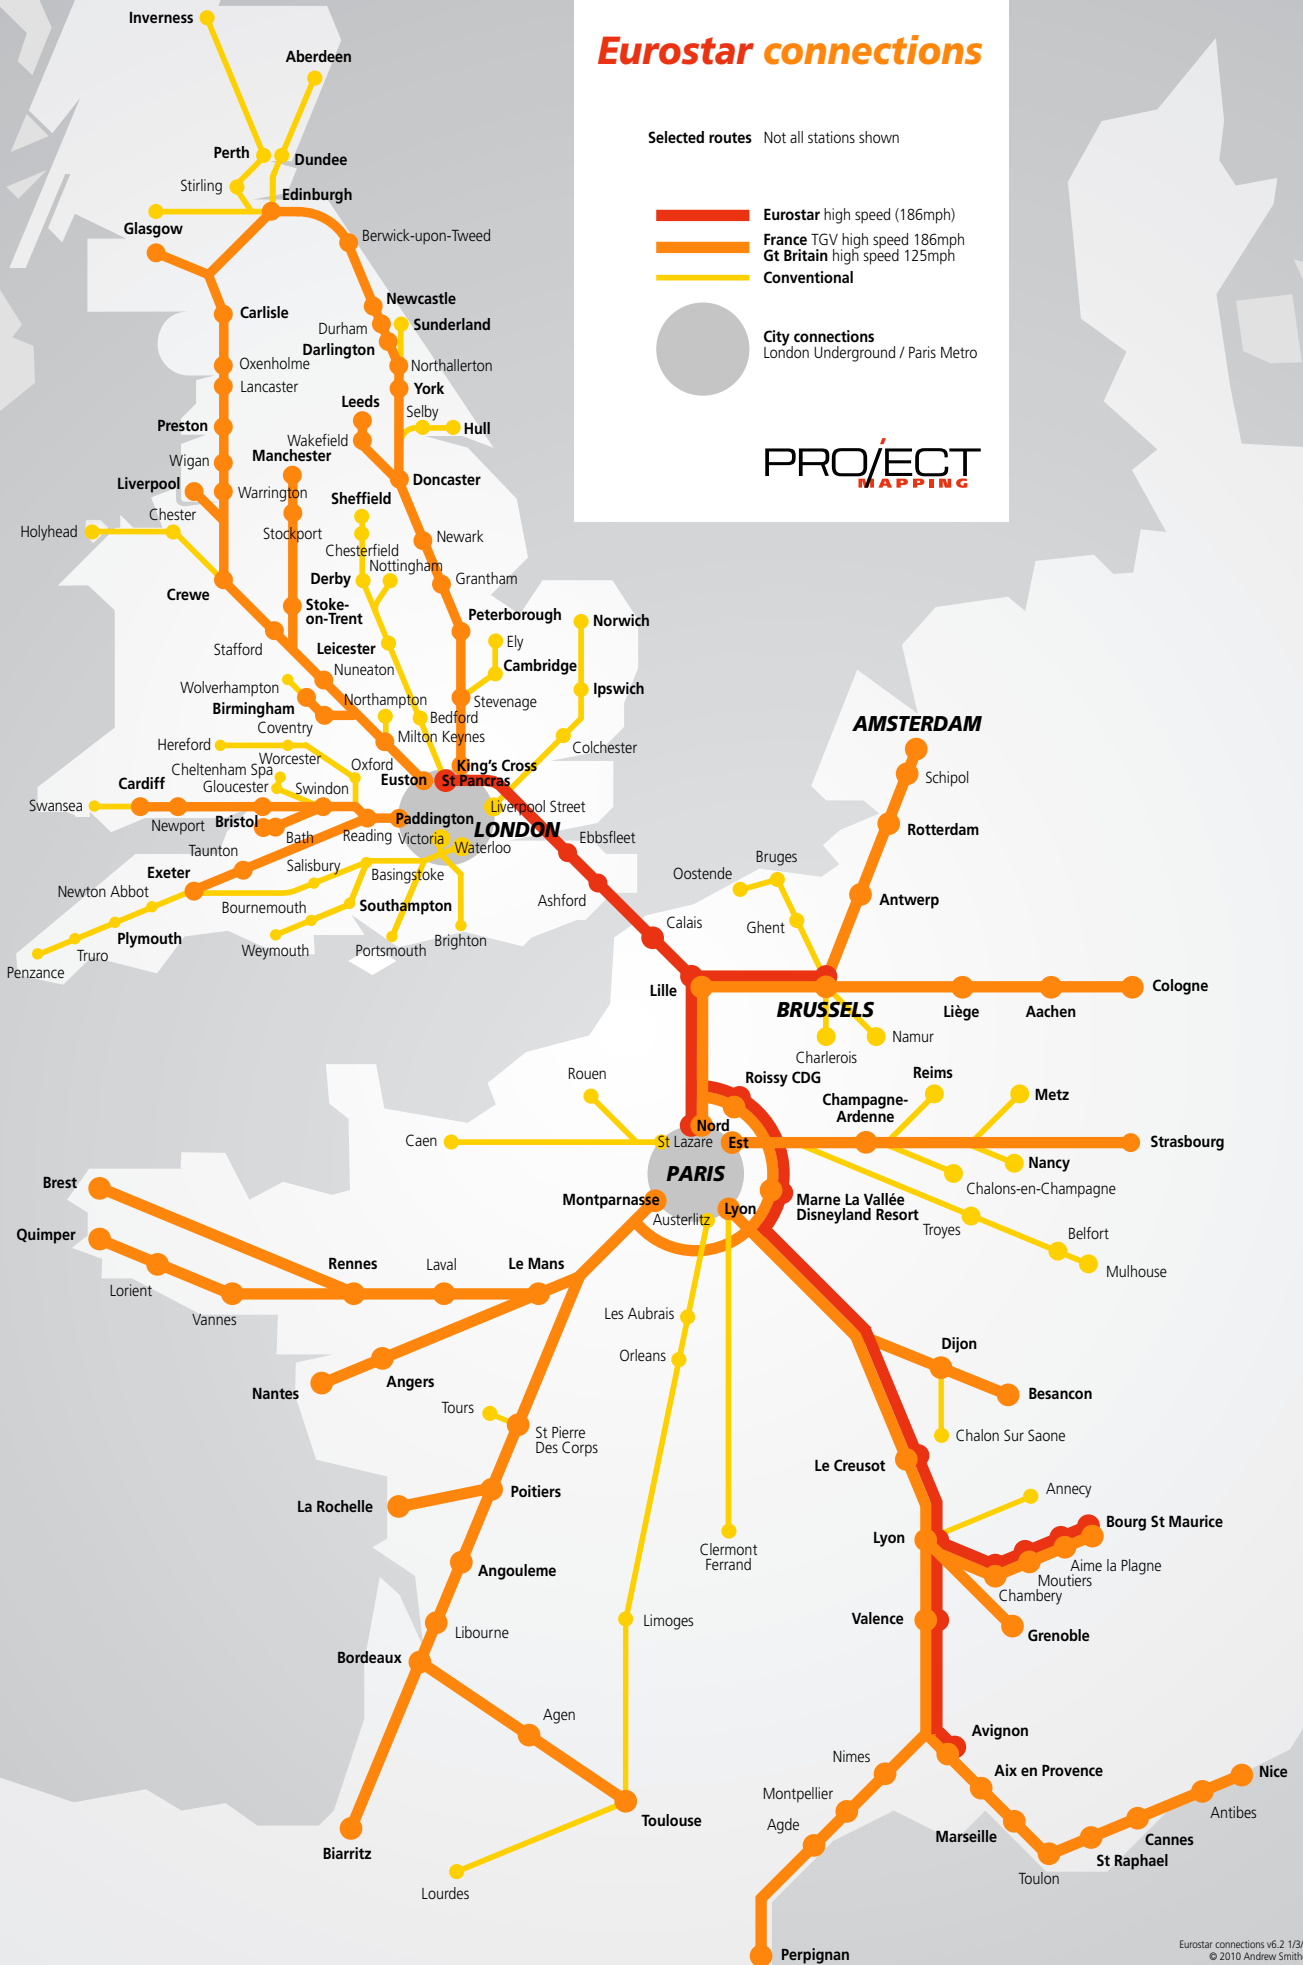 Eurostar connections
Selected routes Not all stations shown
Eurostar high speed (186mph)
France TGV high speed 186mph
Gt Britain high speed 125mph
Conventional
City connections
London Underground / Paris Metro
PROJECT
MAPPING
Inverness
Aberdeen
Perth
Dundee
Stirling
Edinburgh
Glasgow
Berwick-upon-Tweed
Carlisle
Newcastle
Durham
Sunderland
Darlington
Oxenholme
Northallerton
Lancaster
York
Leeds
Selby
Preston
Hull
Wakefield
Wigan
Manchester
Liverpool
Warrington
Doncaster
Sheffield
Chester
Holyhead
Stockport
Newark
Chesterfield
Nottingham
Derby
Grantham
Crewe
Stoke-
on-Trent
Peterborough
Norwich
Stafford
Leicester
Ely
Nuneaton
Cambridge
Wolverhampton
Ipswich
Birmingham
Northampton
Stevenage
Coventry
Bedford
Milton Keynes
Hereford
Colchester
Worcester
Oxford
King's Cross
Cheltenham Spa
Euston
St Pancras
Cardiff
Gloucester
Swindon
Swansea
Liverpool Street
Newport
Bristol
Paddington
LONDON
Bath
Reading
Victoria
Waterloo
Ebbsfleet
Taunton
Salisbury
Basingstoke
Exeter
Newton Abbot
Ashford
Bournemouth
Southampton
Plymouth
Weymouth
Portsmouth
Brighton
Truro
Penzance
Calais
AMSTERDAM
Schipol
Rotterdam
Bruges
Oostende
Antwerp
Ghent
Lille
BRUSSELS
Liège
Aachen
Cologne
Namur
Charlerois
Rouen
Roissy CDG
Reims
Champagne-
Ardenne
Metz
Caen
Nord
St Lazare
Est
Strasbourg
PARIS
Nancy
Chalons-en-Champagne
Brest
Montparnasse
Marne La Vallée
Disneyland Resort
Austerlitz
Lyon
Troyes
Belfort
Mulhouse
Quimper
Rennes
Laval
Le Mans
Lorient
Vannes
Les Aubrais
Orleans
Dijon
Besancon
Nantes
Angers
Tours
St Pierre
Des Corps
Chalon Sur Saone
Le Creusot
Annecy
La Rochelle
Poitiers
Bourg St Maurice
Lyon
Clermont
Ferrand
Aime la Plagne
Moutiers
Chambery
Angouleme
Valence
Limoges
Grenoble
Libourne
Bordeaux
Agen
Avignon
Nimes
Aix en Provence
Nice
Montpellier
Antibes
Agde
Toulouse
Marseille
Cannes
St Raphael
Biarritz
Toulon
Lourdes
Perpignan
Eurostar connections v6.2 1/3/
© 2010 Andrew Smith